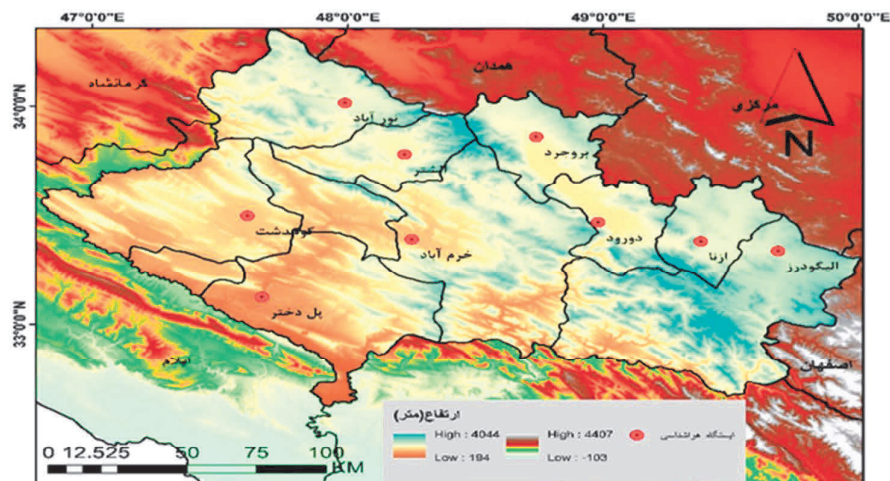 47°0'0"
48°0'0"
49°0'0"
50°0'0"
34°0'0"N
33°0'0"N
کرمانشاه
همدان
مرکزی
N
نور آباد
الشتر
بروجرد
کوهدشت
خرم آباد
دورود
ازنا
الیگودرز
پل دختر
ایلام
اصفهان
ارتفاع(متر)
High : 4044
Low : 194
High : 4407
Low : -103
ایستگاه هواشناسی
0 12.525 50 75 100
KM